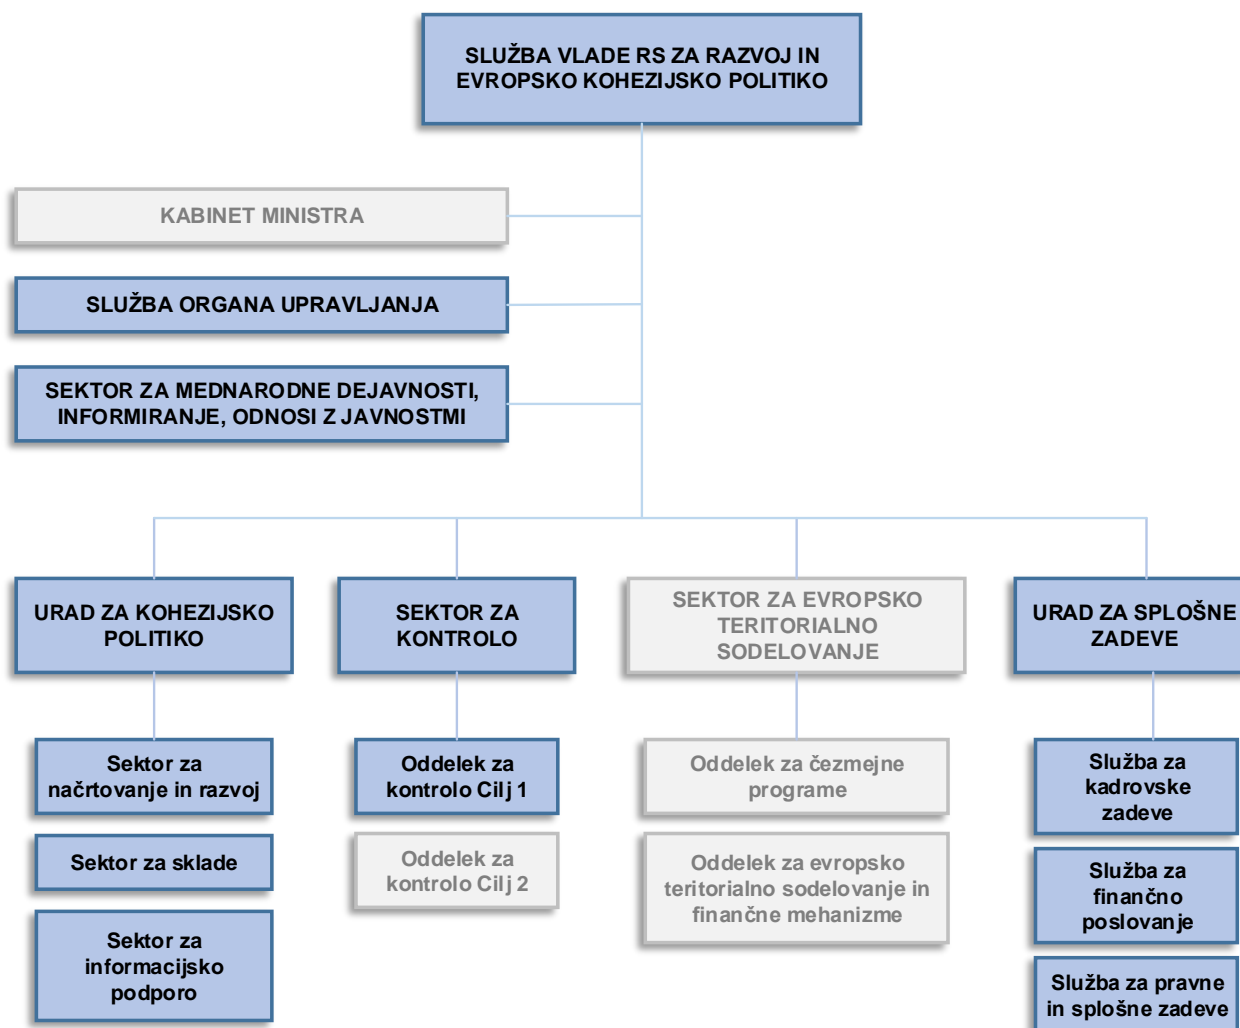 SLUŽBA VLADE RS ZA RAZVOJ IN
EVROPSKO KOHEZIJSKO POLITIKO
KABINET MINISTRA
SLUŽBA ORGANA UPRAVLJANJA
SEKTOR ZA MEDNARODNE DEJAVNOSTI,
INFORMIRANJE, ODNOSI Z JAVNOSTMI
URAD ZA KOHEZIJSKO
POLITIKO
SEKTOR ZA
KONTROLO
SEKTOR ZA EVROPSKO
TERITORIALNO
SODELOVANJE
URAD ZA SPLOŠNE
ZADEVE
Sektor za
načrtovanje in razvoj
Sektor za sklade
Sektor za
informacijsko
podporo
Oddelek za
kontrolo Cilj 1
Oddelek za
kontrolo Cilj 2
Oddelek za čezmejne
programe
Oddelek za evropsko
teritorialno sodelovanje in
finančne mehanizme
Služba za
kadrovske
zadeve
Služba za
finančno
poslovanje
Služba za pravne
in splošne zadeve